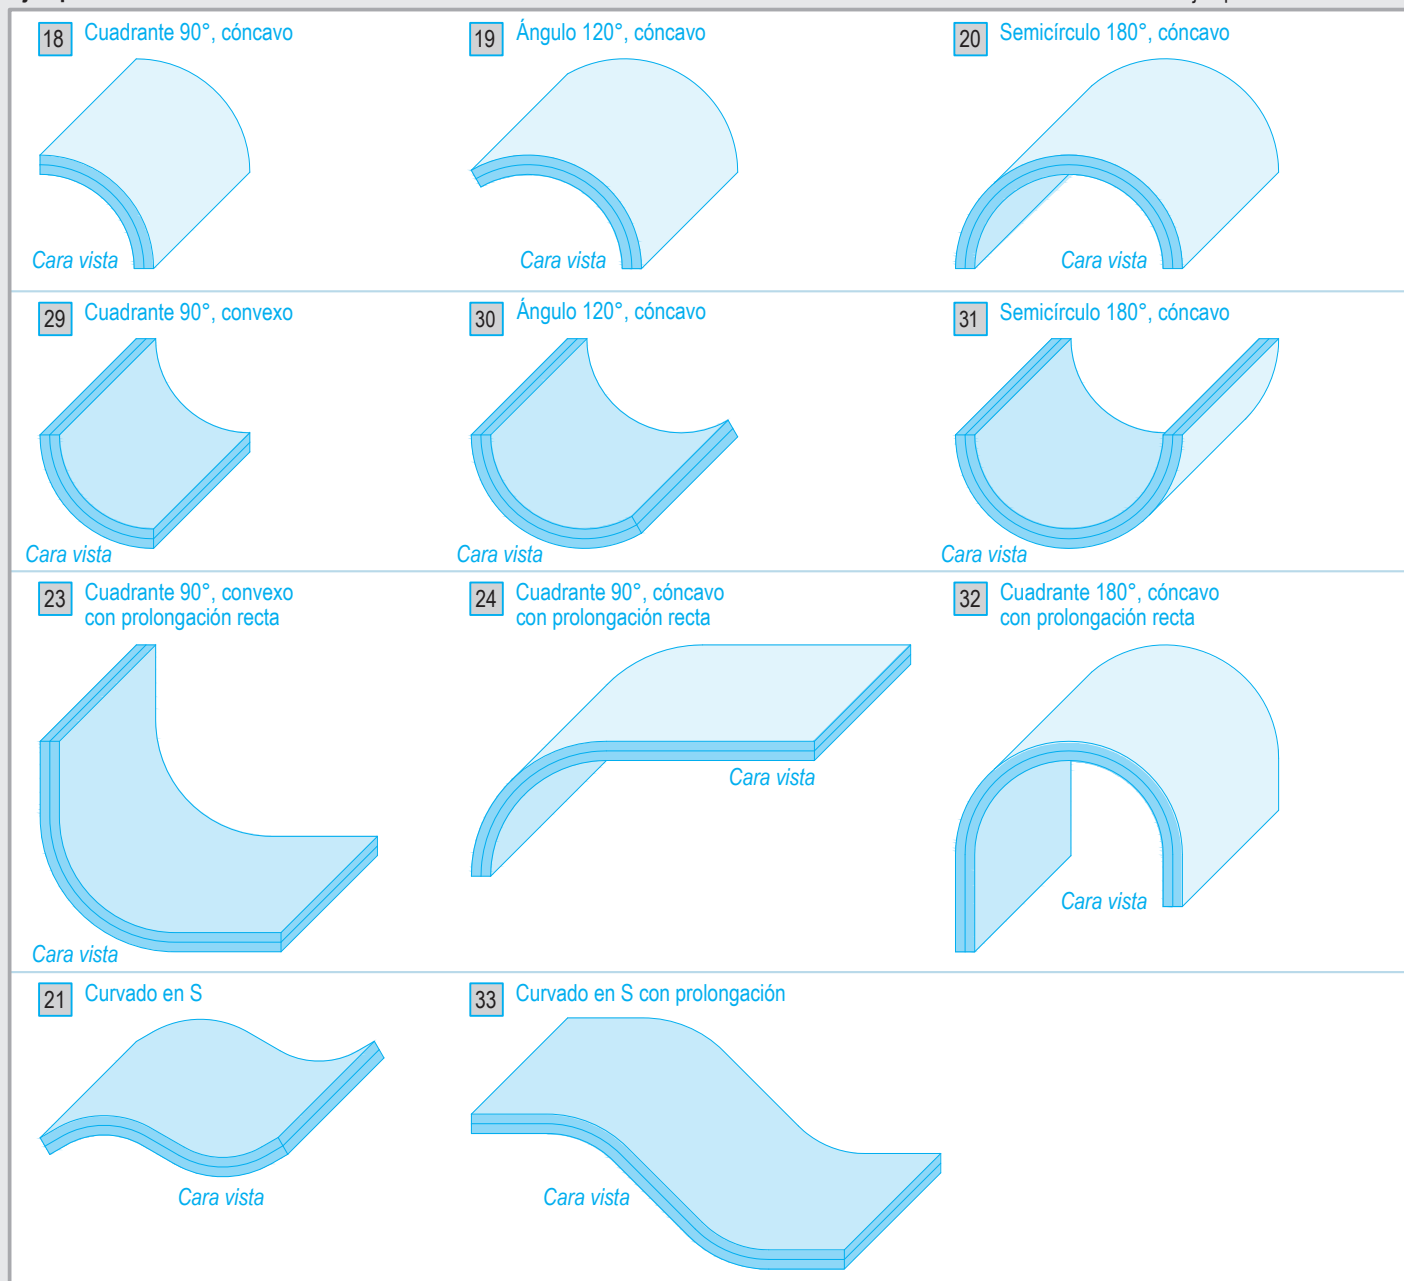 18 Cuadrante 90°, cóncavo
19 Ángulo 120°, cóncavo
20 Semicírculo 180°, cóncavo
Cara vista
Cara vista
Cara vista
29 Cuadrante 90°, convexo
30 Ángulo 120°, cóncavo
31 Semicírculo 180°, cóncavo
Cara vista
Cara vista
Cara vista
23 Cuadrante 90°, convexo
con prolongación recta
24 Cuadrante 90°, cóncavo
con prolongación recta
32 Cuadrante 180°, cóncavo
con prolongación recta
Cara vista
Cara vista
Cara vista
21 Curvado en S
33 Curvado en S con prolongación
Cara vista
Cara vista